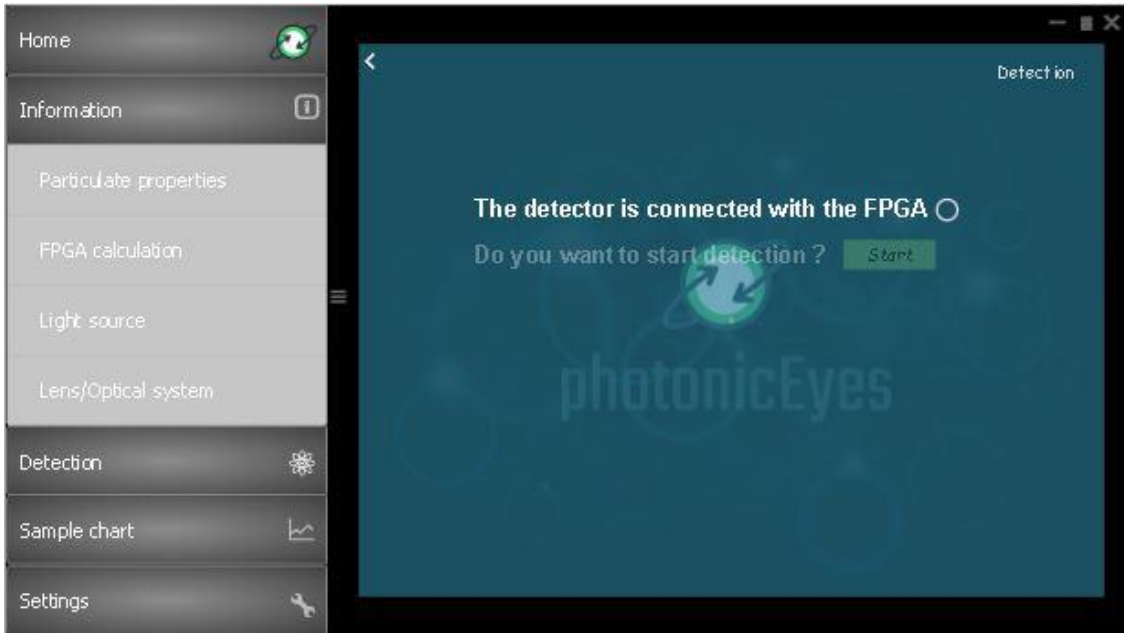 Home
Information
Particulate properties
FPGA calculation
Light source
Lens/Optical system
Detection
Sample chart
Settings
Detection
The detector is connected with the FPGA
Do you want to start detection ? Start
photonicEyes